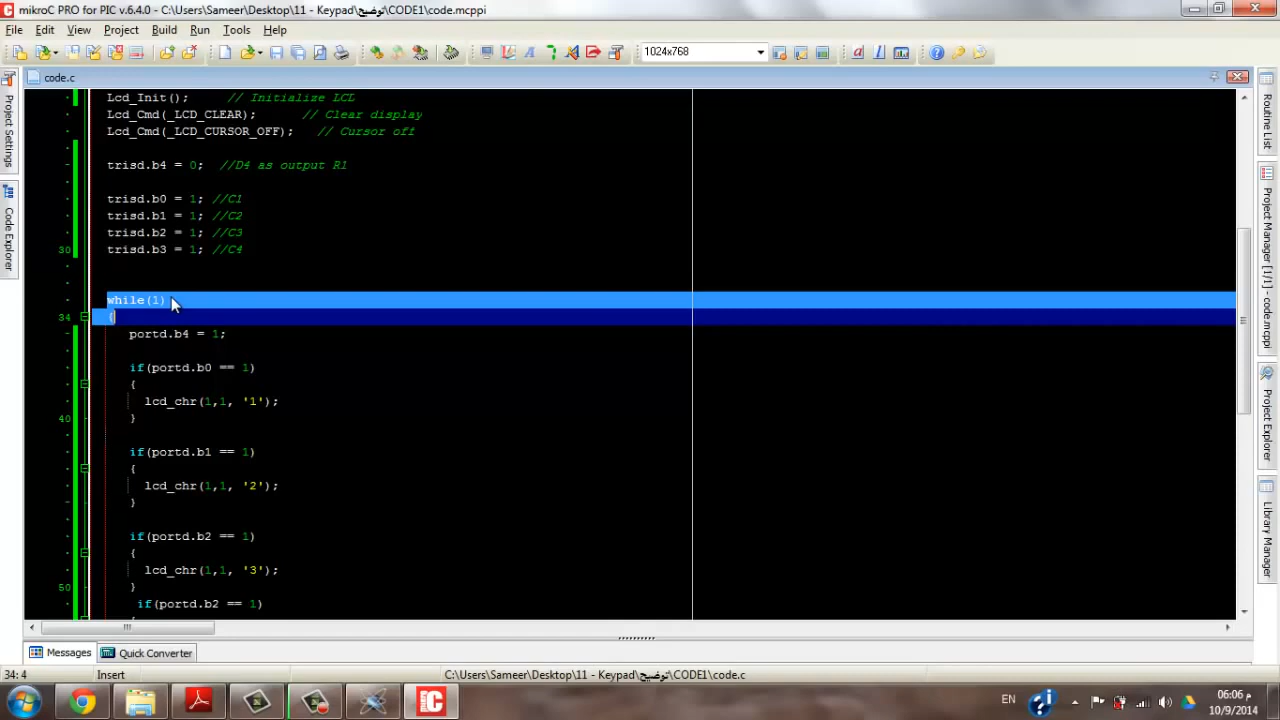 mikroC PRO for PIC v.6.4.0 - C:\Users\Sameer\Desktop\11 - Keypad\توضيح\CODE1\code.mcppi
File Edit View Project Build Run Tools Help
1024x768
code.c
Lcd_Init(); // Initialize LCD
Lcd_Cmd(_LCD_CLEAR); // Clear display
Lcd_Cmd(_LCD_CURSOR_OFF); // Cursor off
trisd.b4 = 0; //D4 as output R1
trisd.b0 = 1; //C1
trisd.b1 = 1; //C2
trisd.b2 = 1; //C3
30 trisd.b3 = 1; //C4
while(1)
34 {
portd.b4 = 1;
if(portd.b0 == 1)
{
lcd_chr(1,1, '1');
40 }
if(portd.b1 == 1)
{
lcd_chr(1,1, '2');
}
if(portd.b2 == 1)
{
lcd_chr(1,1, '3');
50 }
if(portd.b2 == 1)
Project Settings
Code Explorer
Routine List
Project Manager [1/1] - code.mcppi
Project Explorer
Library Manager
Messages Quick Converter
34: 4 Insert C:\Users\Sameer\Desktop\11 - Keypad\توضيح\CODE1\code.c
EN 06:06 م
10/9/2014